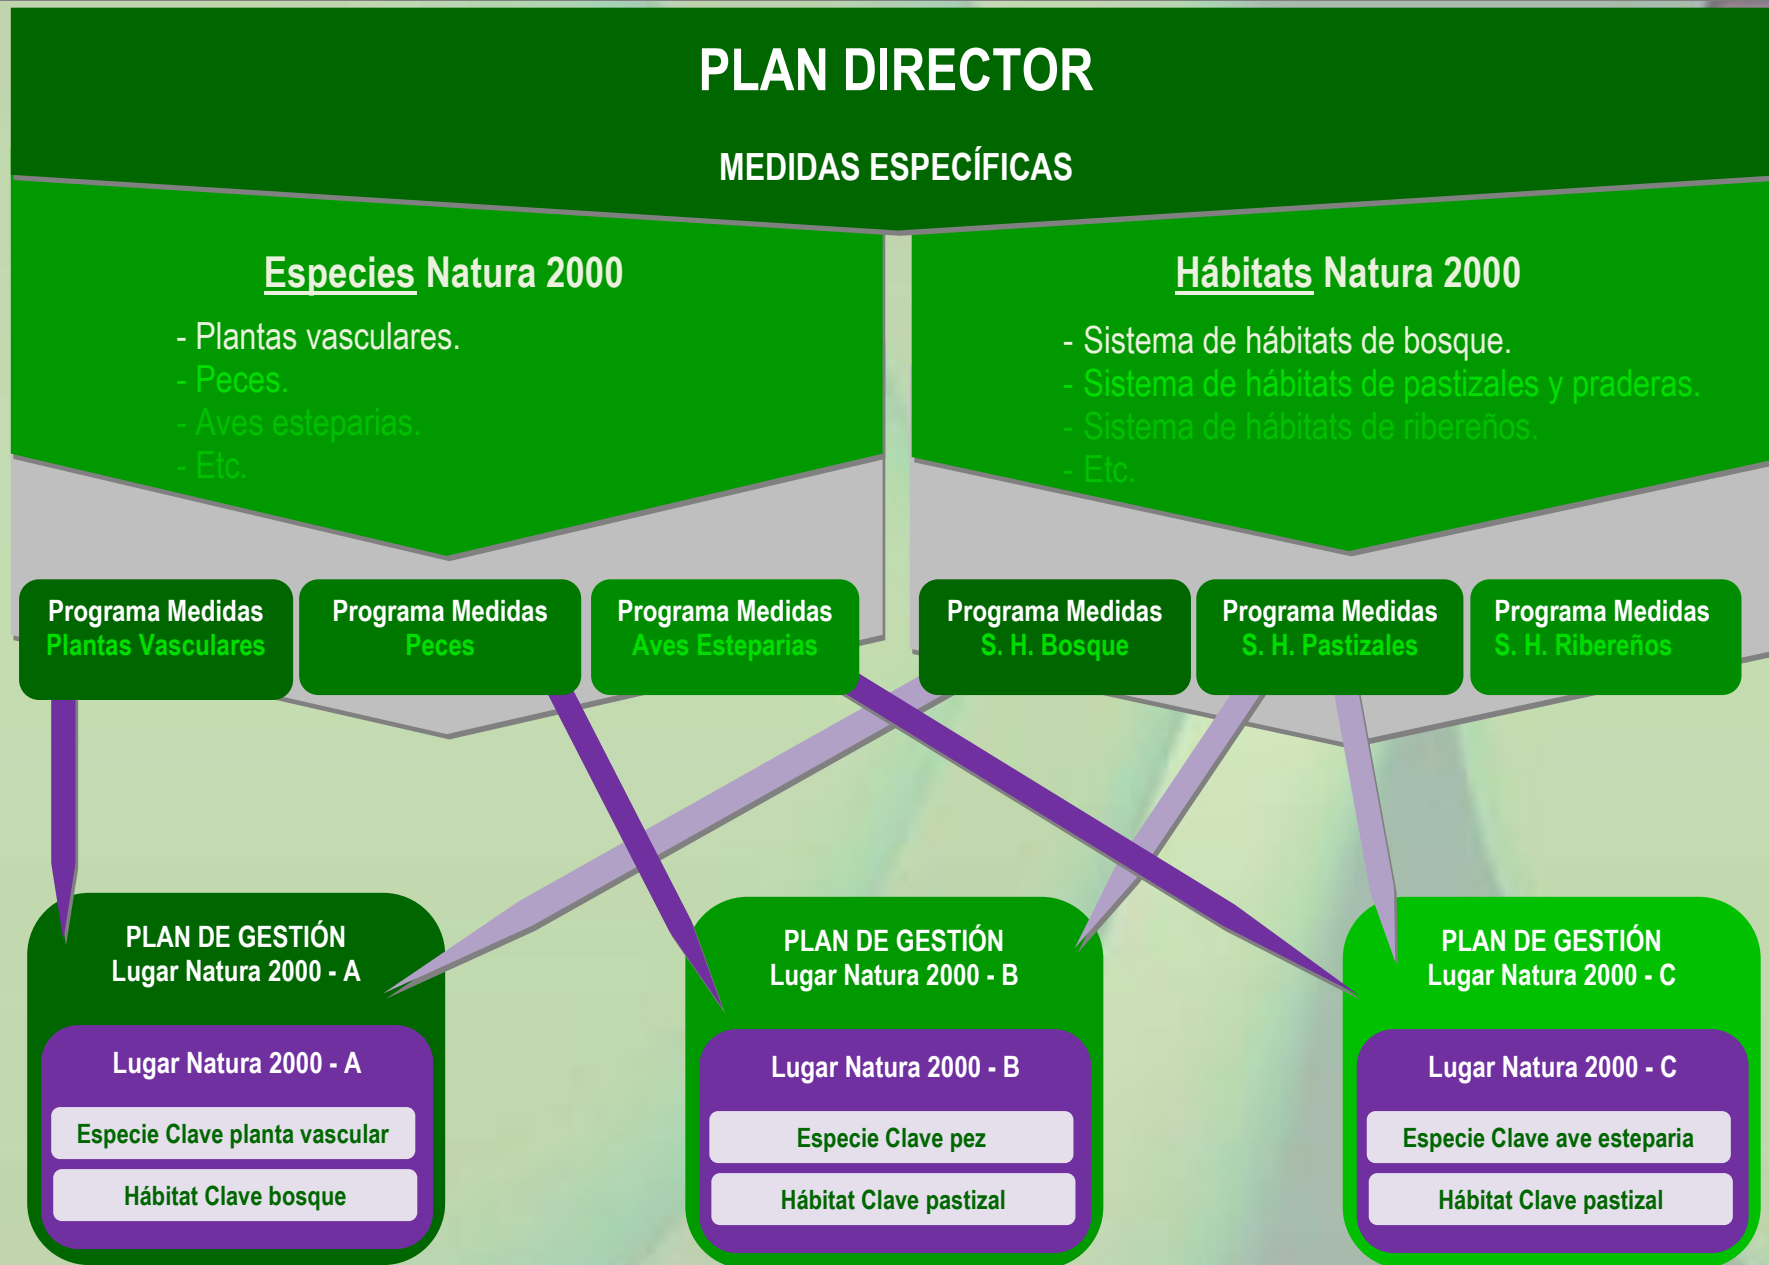 PLAN DIRECTOR
MEDIDAS ESPECÍFICAS
Especies Natura 2000
- Plantas vasculares.
- Peces.
- Aves esteparias.
- Etc.
Hábitats Natura 2000
- Sistema de hábitats de bosque.
- Sistema de hábitats de pastizales y praderas.
- Sistema de hábitats de ribereños.
- Etc.
Programa Medidas
Plantas Vasculares
Programa Medidas
Peces
Programa Medidas
Aves Esteparias
Programa Medidas
S. H. Bosque
Programa Medidas
S. H. Pastizales
Programa Medidas
S. H. Ribereños
PLAN DE GESTIÓN
Lugar Natura 2000 - A
Lugar Natura 2000 - A
Especie Clave planta vascular
Hábitat Clave bosque
PLAN DE GESTIÓN
Lugar Natura 2000 - B
Lugar Natura 2000 - B
Especie Clave pez
Hábitat Clave pastizal
PLAN DE GESTIÓN
Lugar Natura 2000 - C
Lugar Natura 2000 - C
Especie Clave ave esteparia
Hábitat Clave pastizal